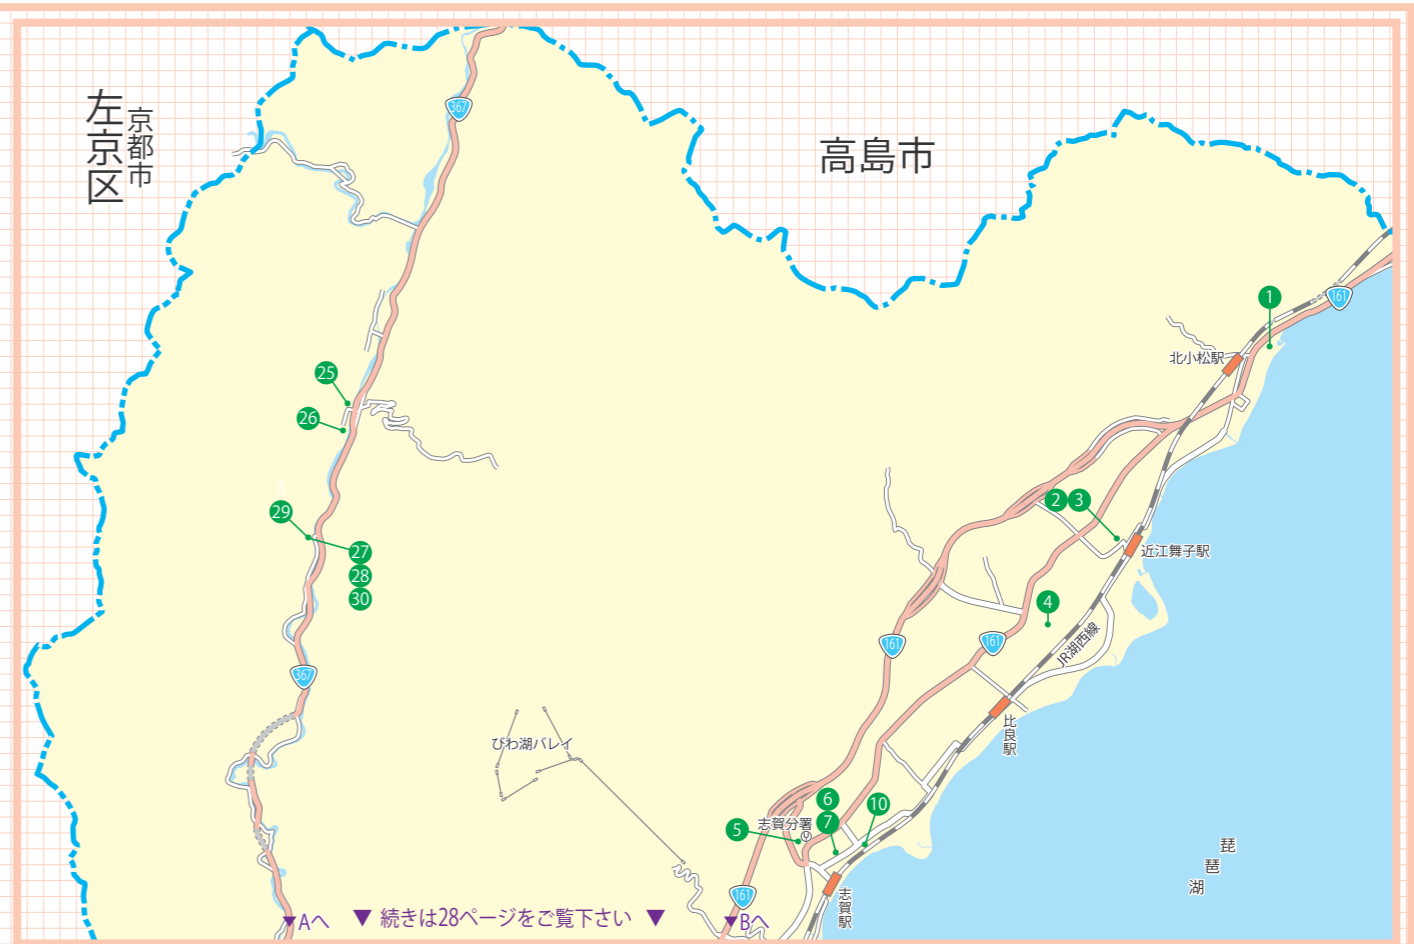 京都市
左京区
367
高島市
1
161
北小松駅
25
26
2
3
29
近江舞子駅
27
28
30
4
161
161
JR湖西線
367
比良駅
びわ湖バレイ
6
10
5
志賀分署
7
琵琶湖
161
志賀駅
▼Aへ
▼ 続きは28ページをご覧下さい ▼
▼Bへ